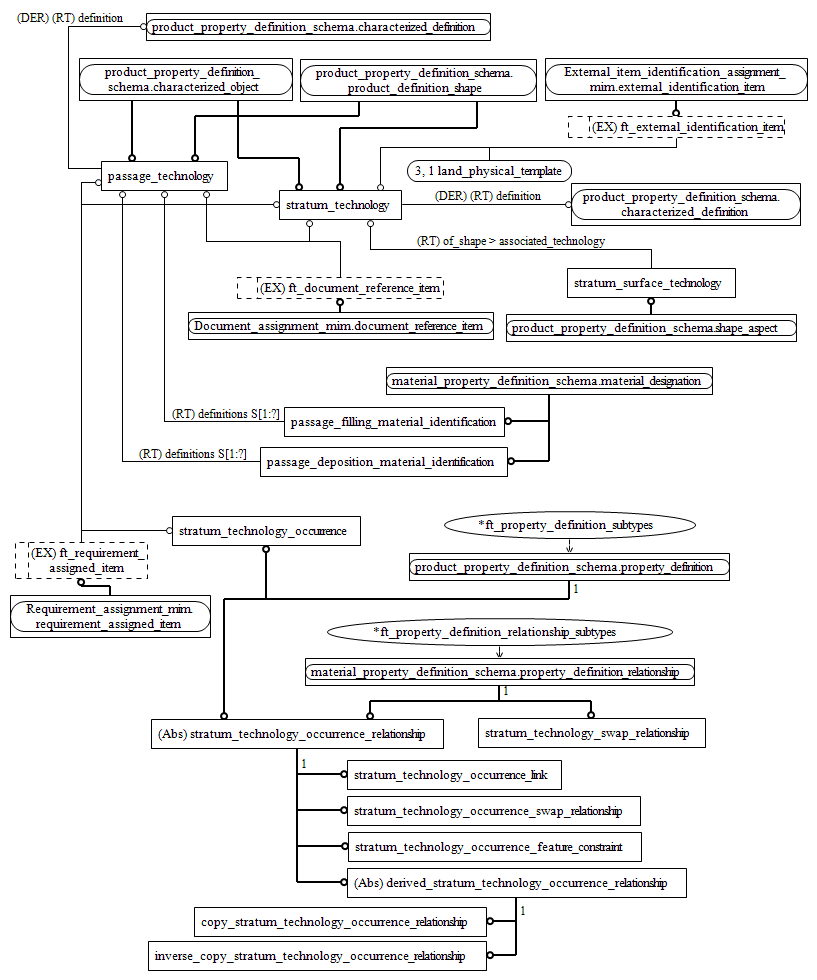 (DER) (RT) definition
product_property_definition_schema.characterized_definition
product_property_definition_
schema.characterized_object
product_property_definition_schema.
product_definition_shape
External_item_identification_assignment_
mim.external_identification_item
(EX) ft_external_identification_item
passage_technology
3, 1 land_physical_template
stratum_technology
(DER) (RT) definition
product_property_definition_schema.
characterized_definition
(RT) of_shape > associated_technology
(EX) ft_document_reference_item
stratum_surface_technology
Document_assignment_mim.document_reference_item
product_property_definition_schema.shape_aspect
material_property_definition_schema.material_designation
(RT) definitions S[1:?]
passage_filling_material_identification
(RT) definitions S[1:?]
passage_deposition_material_identification
stratum_technology_occurrence
*ft_property_definition_subtypes
(EX) ft_requirement_
assigned_item
product_property_definition_schema.property_definition
1
Requirement_assignment_mim.
requirement_assigned_item
*ft_property_definition_relationship_subtypes
material_property_definition_schema.property_definition_relationship
1
(Abs) stratum_technology_occurrence_relationship
stratum_technology_swap_relationship
1
stratum_technology_occurrence_link
stratum_technology_occurrence_swap_relationship
stratum_technology_occurrence_feature_constraint
(Abs) derived_stratum_technology_occurrence_relationship
1
copy_stratum_technology_occurrence_relationship
inverse_copy_stratum_technology_occurrence_relationship